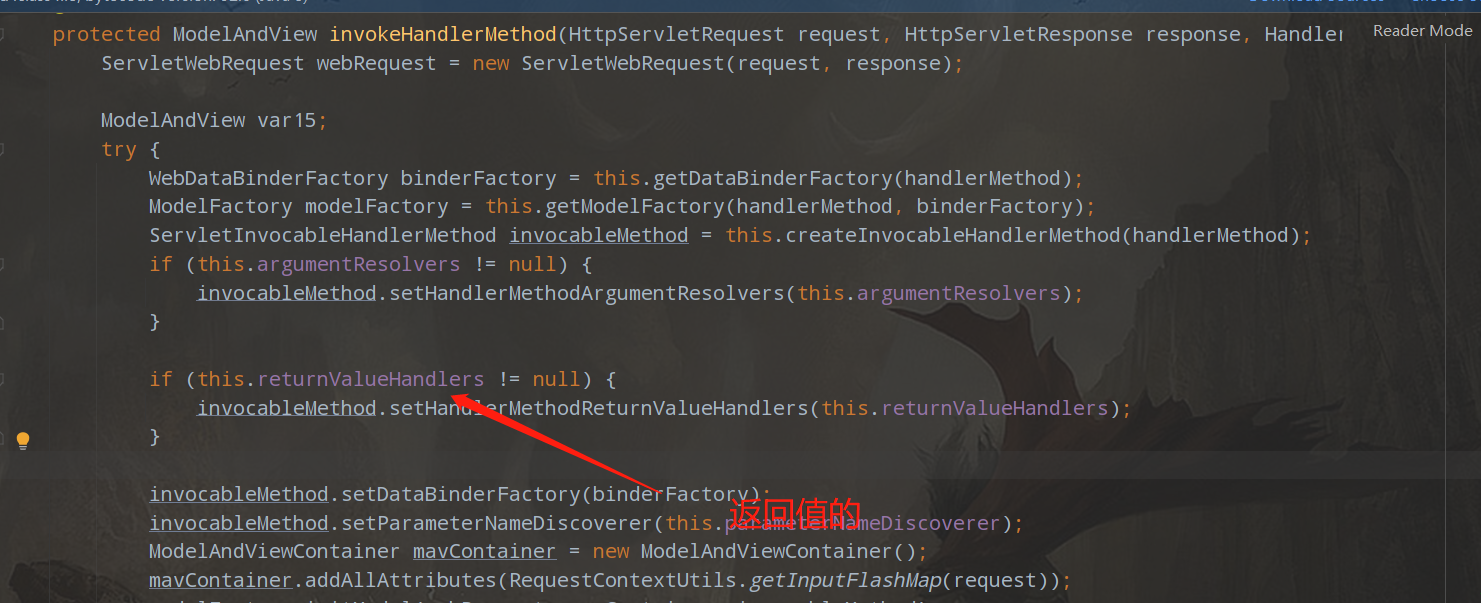 Reader Mode
protected ModelAndView invokeHandlerMethod(HttpServletRequest request, HttpServletResponse response, Handler
ServletWebRequest webRequest = new ServletWebRequest(request, response);
ModelAndView var15;
try {
WebDataBinderFactory binderFactory = this.getDataBinderFactory(handlerMethod);
ModelFactory modelFactory = this.getModelFactory(handlerMethod, binderFactory);
ServletInvocableHandlerMethod invocableMethod = this.createInvocableHandlerMethod(handlerMethod);
if (this.argumentResolvers != null) {
invocableMethod.setHandlerMethodArgumentResolvers(this.argumentResolvers);
}
if (this.returnValueHandlers != null) {
invocableMethod.setHandlerMethodReturnValueHandlers(this.returnValueHandlers);
}
invocableMethod.setDataBinderFactory(binderFactory);
返回值的
invocableMethod.setParameterNameDiscoverer(this.parameterNameDiscoverer);
ModelAndViewContainer mavContainer = new ModelAndViewContainer();
mavContainer.addAllAttributes(RequestContextUtils.getInputFlashMap(request));